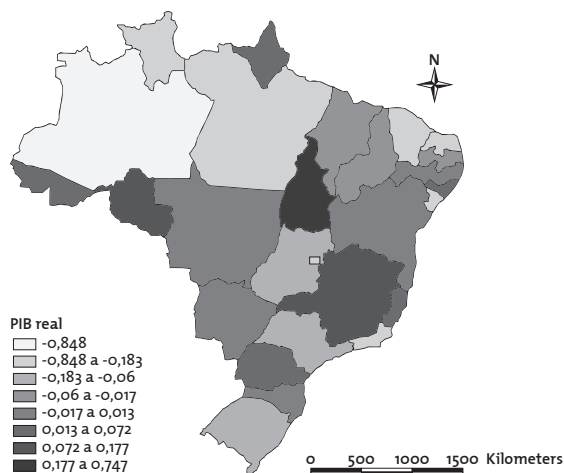 N
PIB real
-0,848
-0,848 a -0,183
-0,183 a -0,06
-0,06 a -0,017
-0,017 a 0,013
0,013 a 0,072
0,072 a 0,177
0,177 a 0,747
0 500 1000 1500 Kilometers